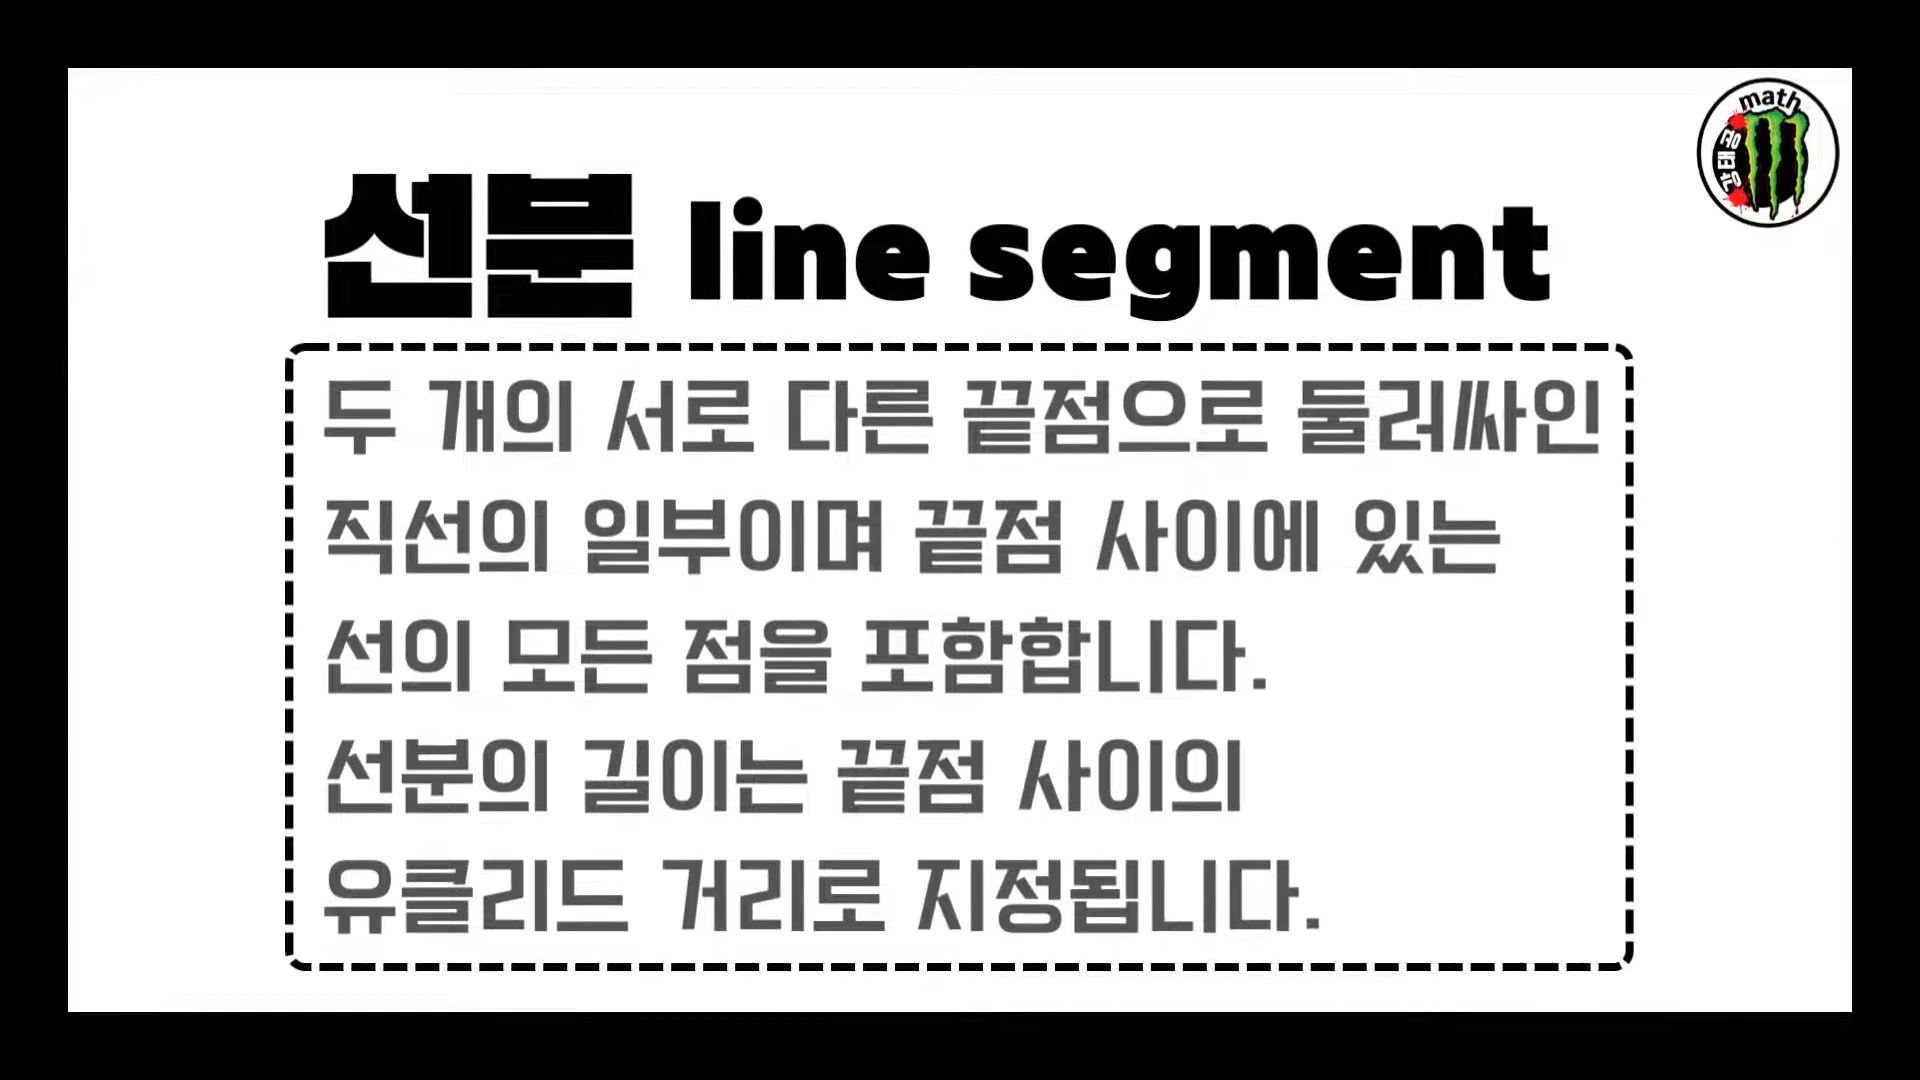 math
선분 line segment
두 개의 서로 다른 끝점으로 둘러싸인
직선의 일부이며 끝점 사이에 있는
선의 모든 점을 포함합니다.
선분의 길이는 끝점 사이의
유클리드 거리로 지정됩니다.